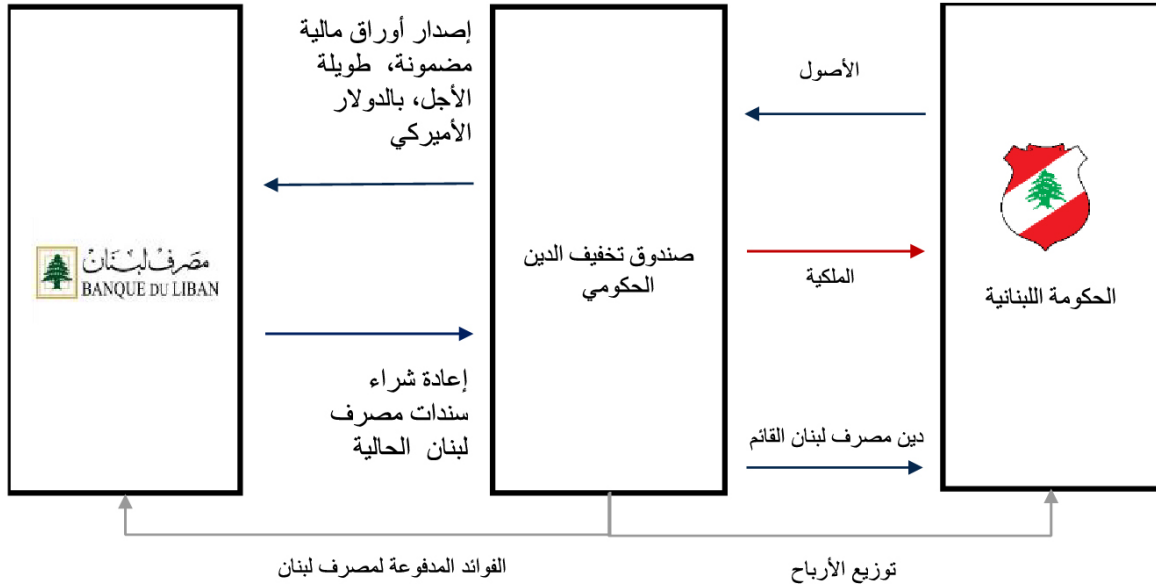 إصدار أوراق مالية
مضمونة، طويلة
الأجل، بالدولار
الأميركي
الأصول
مصرف لبنان
BANQUE DU LIBAN
صندوق تخفيف الدين
الحكومي
الملكية
الحكومة اللبنانية
إعادة شراء
سندات مصرف
لبنان الحالية
دين مصرف لبنان القائم
الفوائد المدفوعة لمصرف لبنان
توزيع الأرباح